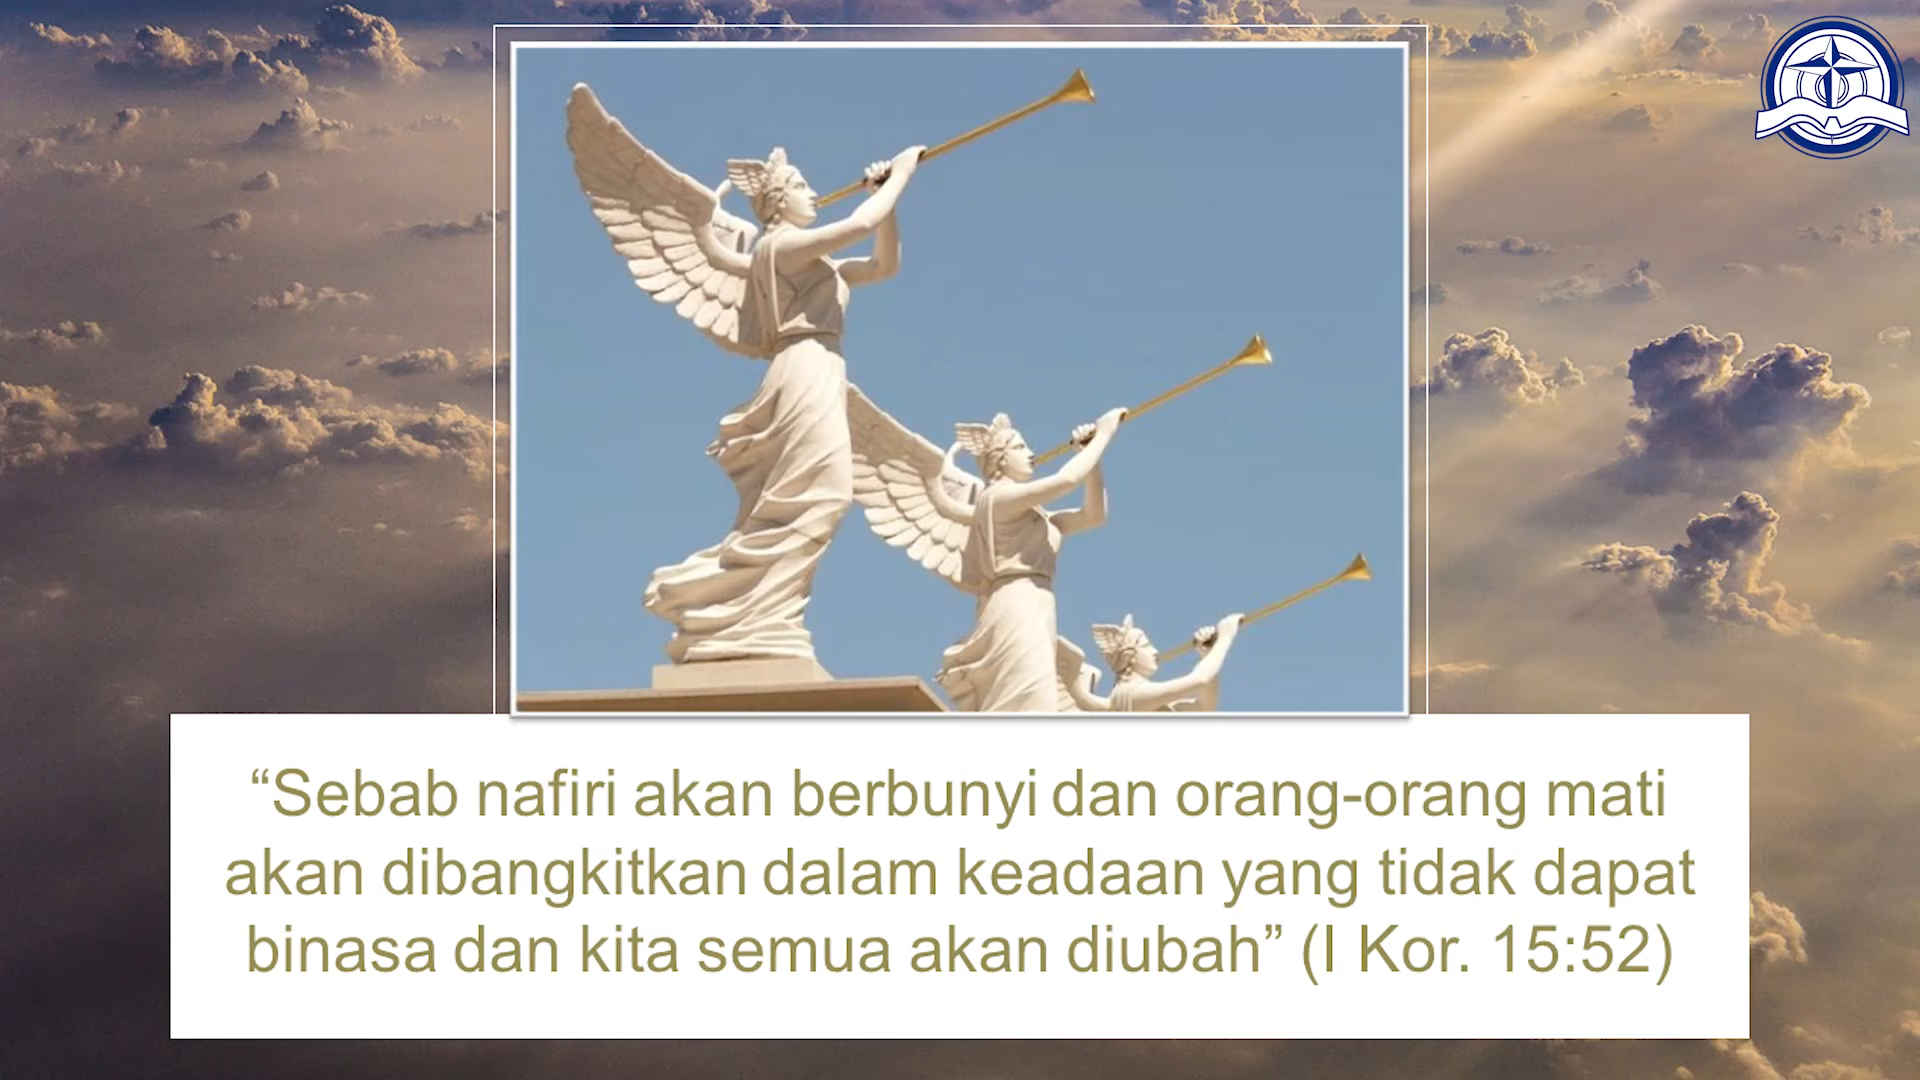 “Sebab nafiri akan berbunyi dan orang-orang mati
akan dibangkitkan dalam keadaan yang tidak dapat
binasa dan kita semua akan diubah” (I Kor. 15:52)